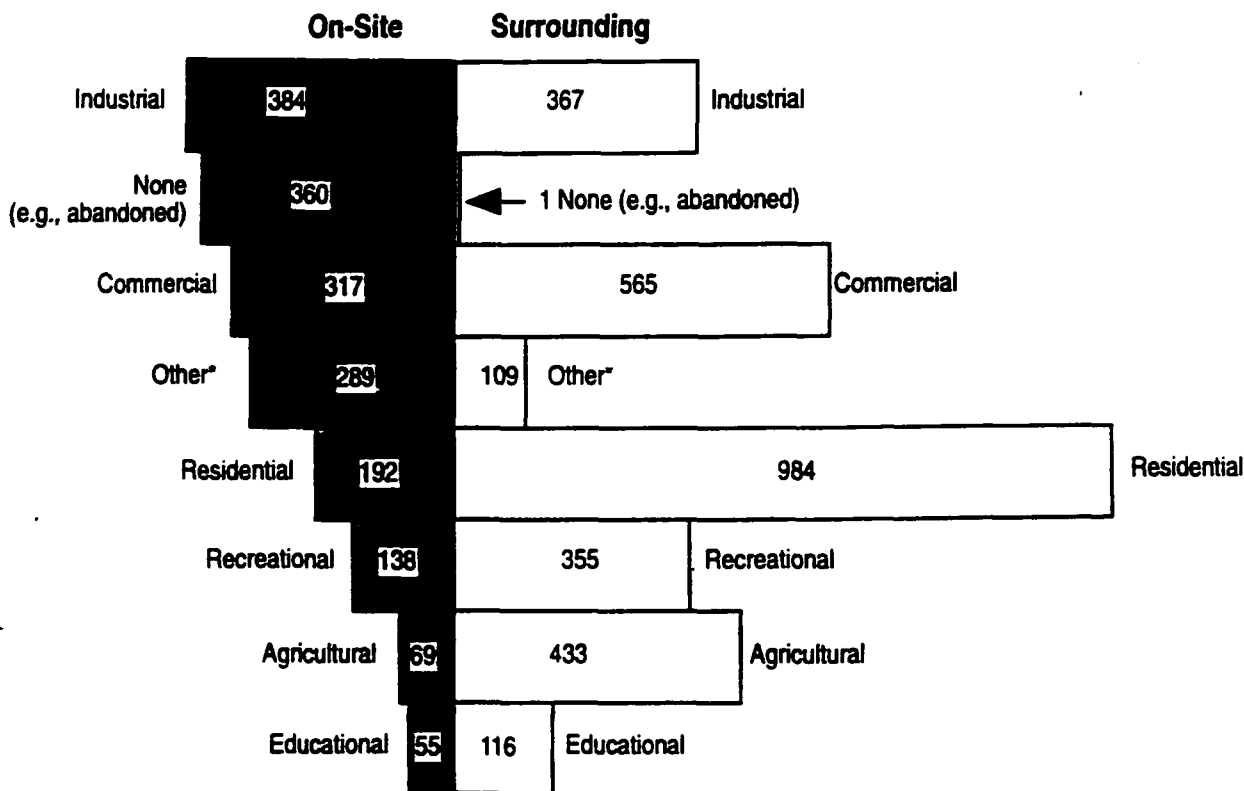 On-Site Surrounding
Industrial 384 367 Industrial
None
(e.g., abandoned) 360 1 None (e.g., abandoned)
Commercial 317 565 Commercial
Other* 289 109 Other*
Residential 192 984 Residential
Recreational 138 355 Recreational
Agricultural 69 433 Agricultural
Educational 55 116 Educational